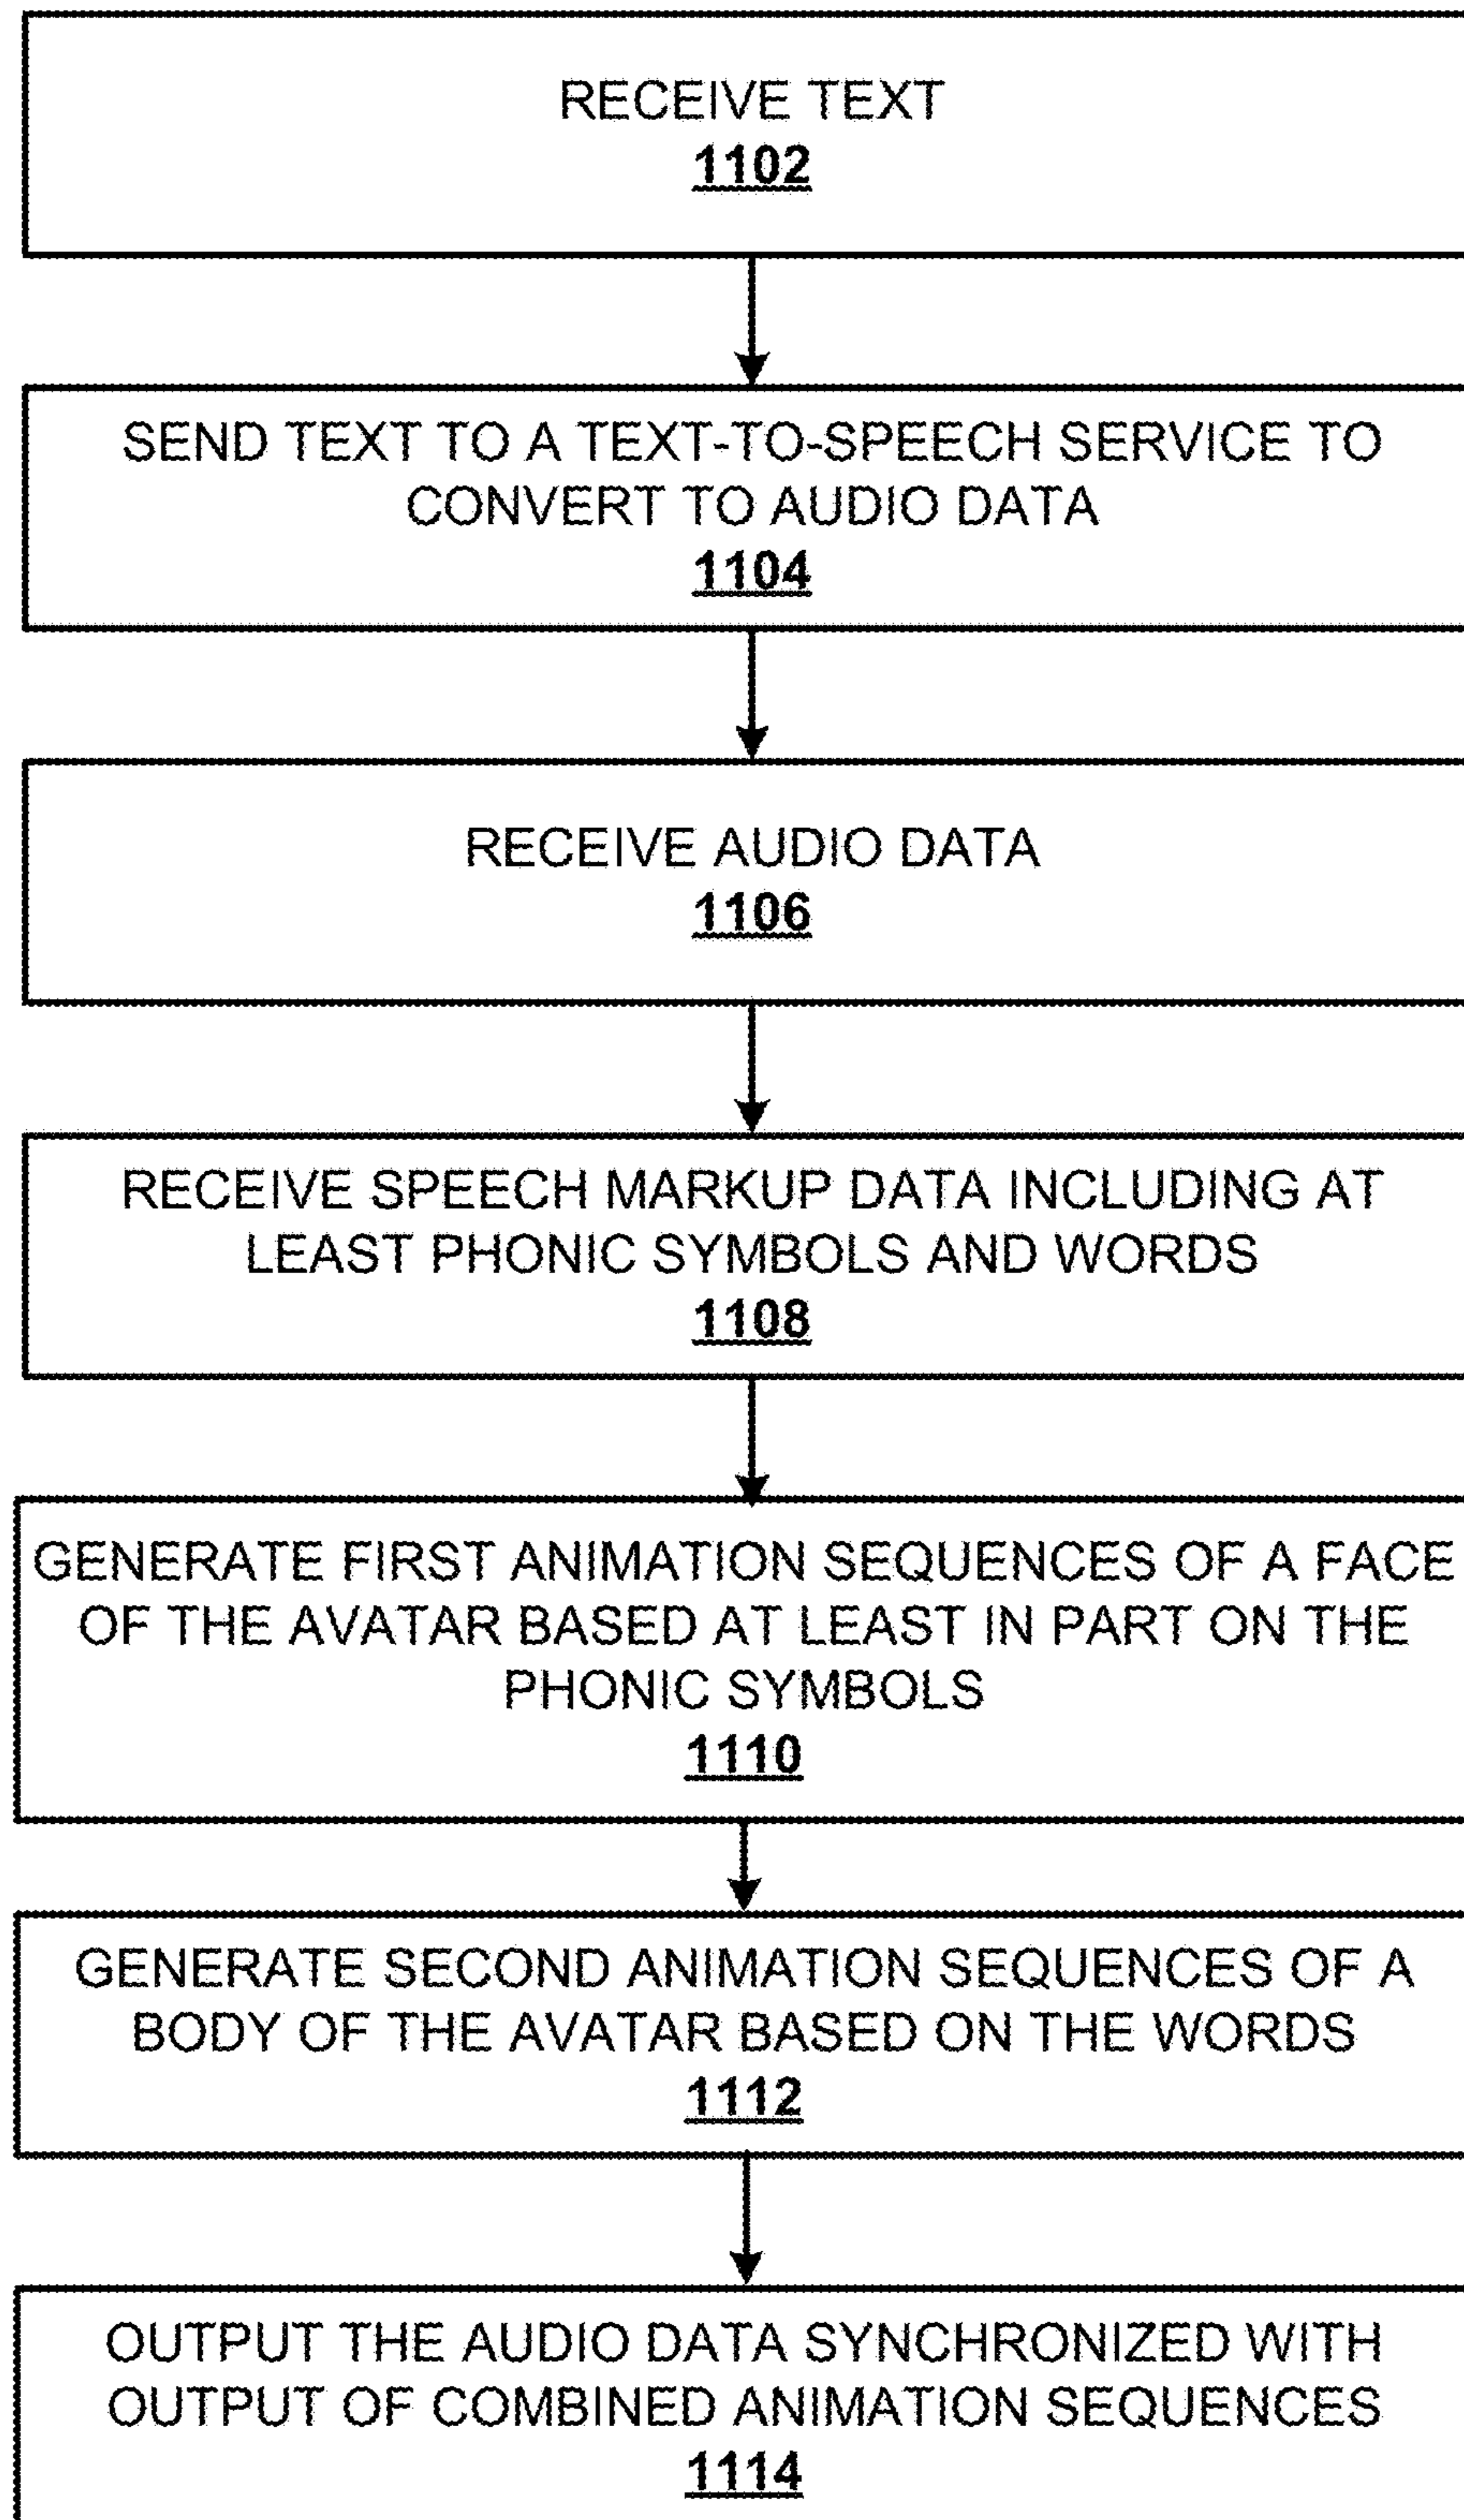 RECEIVE TEXT
1102
SEND TEXT TO A TEXT-TO-SPEECH SERVICE TO
CONVERT TO AUDIO DATA
1104
RECEIVE AUDIO DATA
1106
RECEIVE SPEECH MARKUP DATA INCLUDING AT
LEAST PHONIC SYMBOLS AND WORDS
1108
GENERATE FIRST ANIMATION SEQUENCES OF A FACE
OF THE AVATAR BASED AT LEAST IN PART ON THE
PHONIC SYMBOLS
1110
GENERATE SECOND ANIMATION SEQUENCES OF A
BODY OF THE AVATAR BASED ON THE WORDS
1112
OUTPUT THE AUDIO DATA SYNCHRONIZED WITH
OUTPUT OF COMBINED ANIMATION SEQUENCES
1114